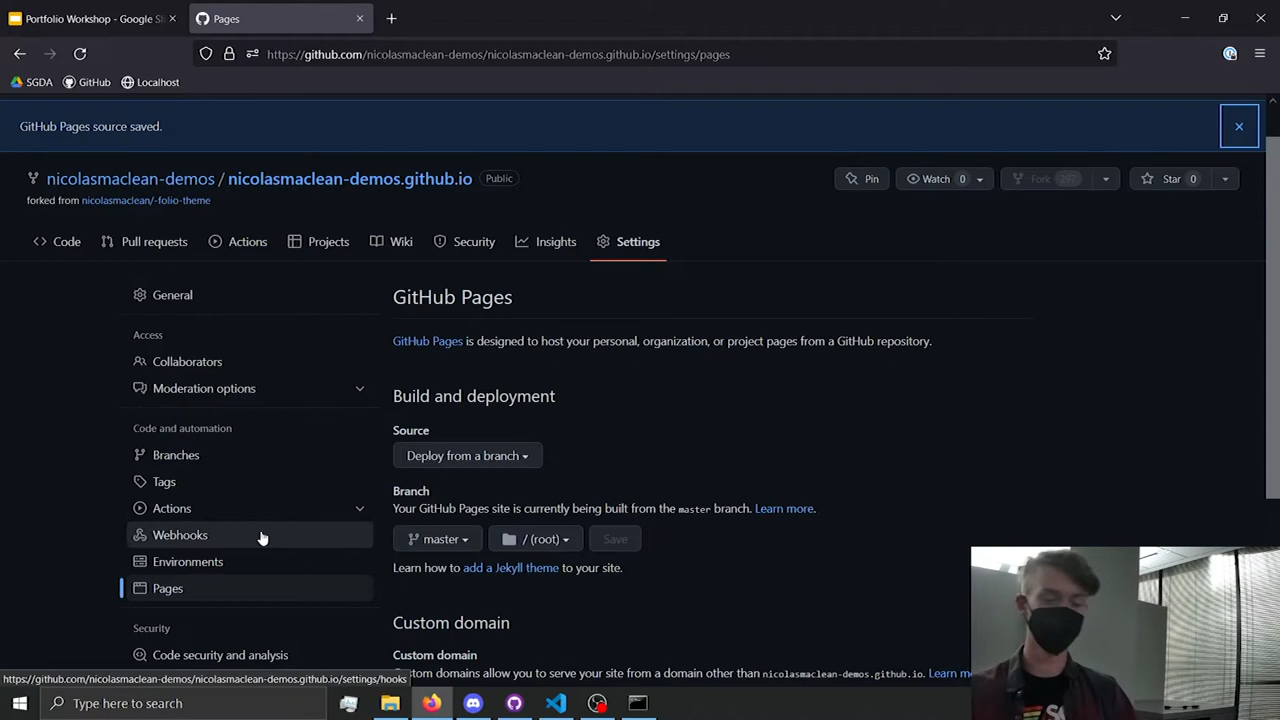 Portfolio Workshop - Google Sl
Pages
https://github.com/nicolasmaclean-demos/nicolasmaclean-demos.github.io/settings/pages
SGDA
GitHub
Localhost
GitHub Pages source saved.
nicolasmaclean-demos / nicolasmaclean-demos.github.io Public
Pin
Watch 0
Fork 297
Star 0
forked from nicolasmaclean/-folio-theme
Code
Pull requests
Actions
Projects
Wiki
Security
Insights
Settings
General
Access
Collaborators
Moderation options
Code and automation
Branches
Tags
Actions
Webhooks
Environments
Pages
Security
Code security and analysis
GitHub Pages
GitHub Pages is designed to host your personal, organization, or project pages from a GitHub repository.
Build and deployment
Source
Deploy from a branch
Branch
Your GitHub Pages site is currently being built from the master branch. Learn more.
master
/ (root)
Save
Learn how to add a Jekyll theme to your site.
Custom domain
Custom domain
Custom domains allow you to serve your site from a domain other than nicolasmaclean-demos.github.io. Learn m
https://github.com/nicolasmaclean-demos/nicolasmaclean-demos.github.io/settings/hooks
Type here to search